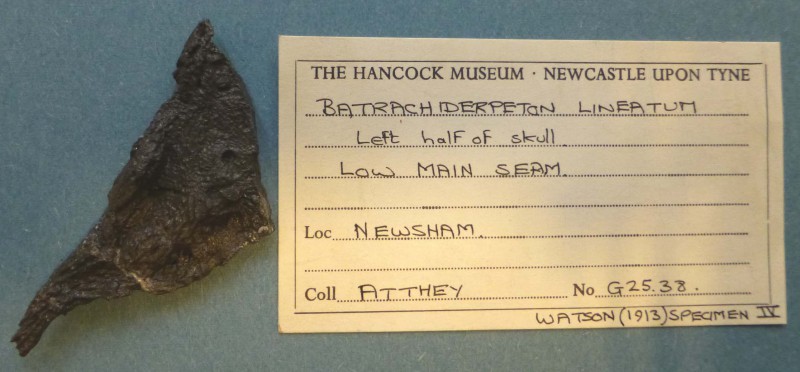 THE HANCOCK MUSEUM · NEWCASTLE UPON TYNE
BATRACHIDERPETON LINEATUM
Left half of skull
LOW MAIN SEAM.
Loc NEWSHAM.
Coll ATTHEY No G25.38.
WATSON (1913) SPECIMEN IV